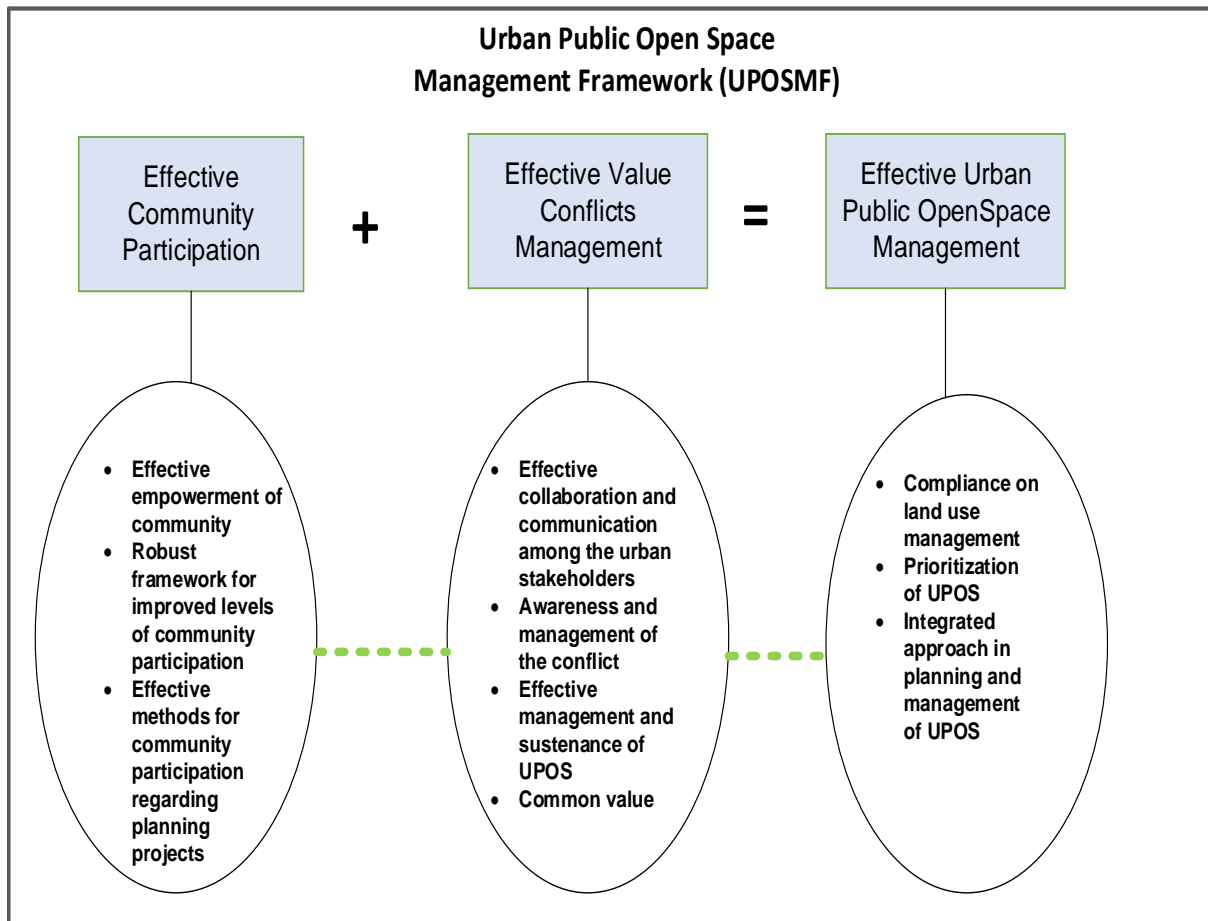 Urban Public Open Space
Management Framework (UPOSMF)
Effective
Community
Participation
+
Effective Value
Conflicts
Management
=
Effective Urban
Public OpenSpace
Management
• Effective
empowerment of
community
• Robust
framework for
improved levels
of community
participation
• Effective
methods for
community
participation
regarding
planning
projects
• Effective
collaboration and
communication
among the urban
stakeholders
• Awareness and
management of
the conflict
• Effective
management and
sustenance of
UPOS
• Common value
• Compliance on
land use
management
• Prioritization
of UPOS
• Integrated
approach in
planning and
management
of UPOS